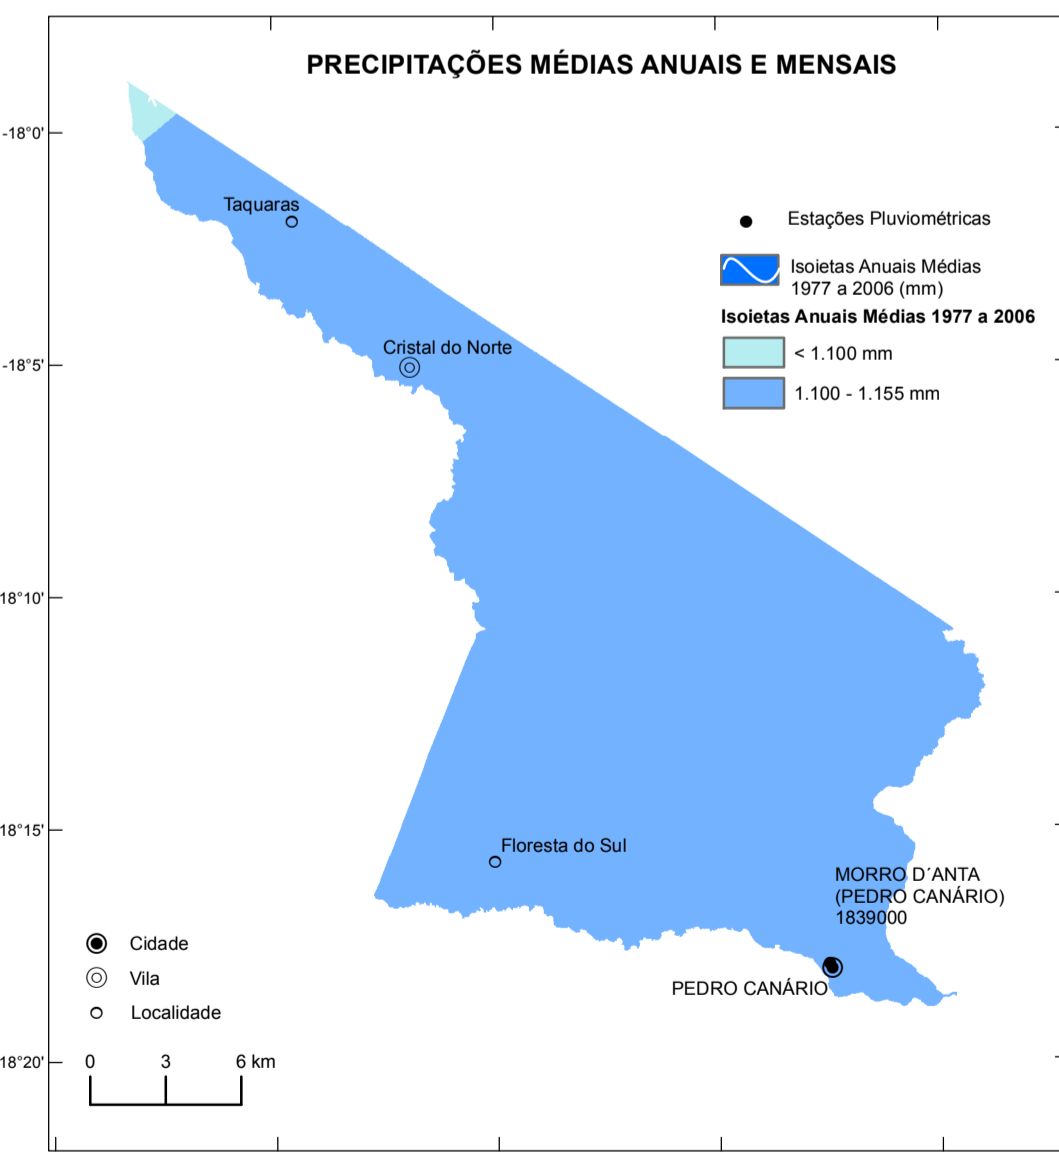 PRECIPITAÇÕES MÉDIAS ANUAIS E MENSAIS
-18°0'
Taquaras
Estações Pluviométricas
Isoietas Anuais Médias
1977 a 2006 (mm)
Isoietas Anuais Médias 1977 a 2006
< 1.100 mm
1.100 - 1.155 mm
-18°5'
Cristal do Norte
18°10'
18°15'
Floresta do Sul
MORRO D´ANTA
(PEDRO CANÁRIO)
1839000
PEDRO CANÁRIO
Cidade
Vila
Localidade
18°20'
0 3 6 km